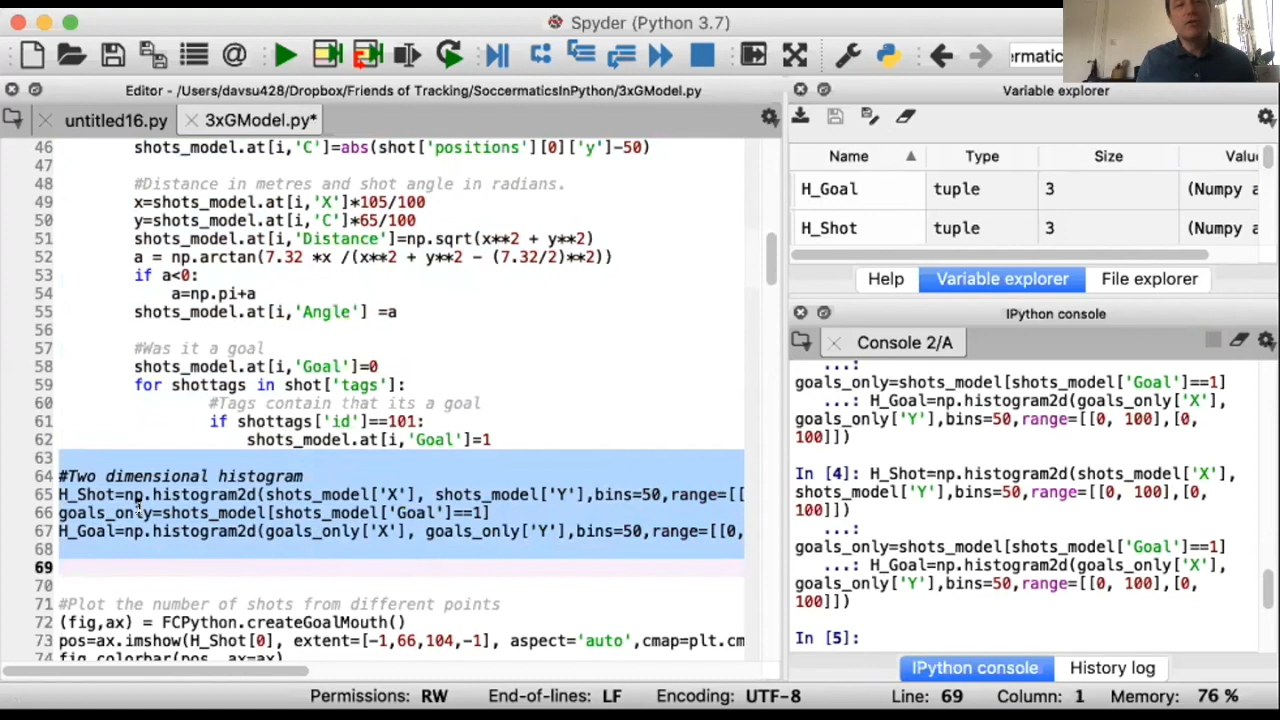 Spyder (Python 3.7)
ermatic
Editor - /Users/davsu428/Dropbox/Friends of Tracking/SoccermaticsInPython/3xGModel.py
untitled16.py
3xGModel.py*
46 shots_model.at[i,'C']=abs(shot['positions'][0]['y']-50)
47
48 #Distance in metres and shot angle in radians.
49 x=shots_model.at[i,'X']*105/100
50 y=shots_model.at[i,'C']*65/100
51 shots_model.at[i,'Distance']=np.sqrt(x**2 + y**2)
52 a = np.arctan(7.32 *x /(x**2 + y**2 - (7.32/2)**2))
53 if a<0:
54 a=np.pi+a
55 shots_model.at[i,'Angle'] =a
56
57 #Was it a goal
58 shots_model.at[i,'Goal']=0
59 for shottags in shot['tags']:
60 #Tags contain that its a goal
61 if shottags['id']==101:
62 shots_model.at[i,'Goal']=1
63
64 #Two dimensional histogram
65 H_Shot=np.histogram2d(shots_model['X'], shots_model['Y'],bins=50,range=[[
66 goals_only=shots_model[shots_model['Goal']==1]
67 H_Goal=np.histogram2d(goals_only['X'], goals_only['Y'],bins=50,range=[[0,
68
69
70
71 #Plot the number of shots from different points
72 (fig,ax) = FCPython.createGoalMouth()
73 pos=ax.imshow(H_Shot[0], extent=[-1,66,104,-1], aspect='auto',cmap=plt.cm
74 fig.colorbar(pos, ax=ax)
Variable explorer
Name Type Size Valu
H_Goal tuple 3 (Numpy a
H_Shot tuple 3 (Numpy a
Help Variable explorer File explorer
IPython console
Console 2/A
...:
goals_only=shots_model[shots_model['Goal']==1]
...: H_Goal=np.histogram2d(goals_only['X'],
goals_only['Y'],bins=50,range=[[0, 100],[0,
100]])
In [4]: H_Shot=np.histogram2d(shots_model['X'],
shots_model['Y'],bins=50,range=[[0, 100],[0,
100]])
...:
goals_only=shots_model[shots_model['Goal']==1]
...: H_Goal=np.histogram2d(goals_only['X'],
goals_only['Y'],bins=50,range=[[0, 100],[0,
100]])
In [5]:
IPython console History log
Permissions: RW End-of-lines: LF Encoding: UTF-8 Line: 69 Column: 1 Memory: 76 %